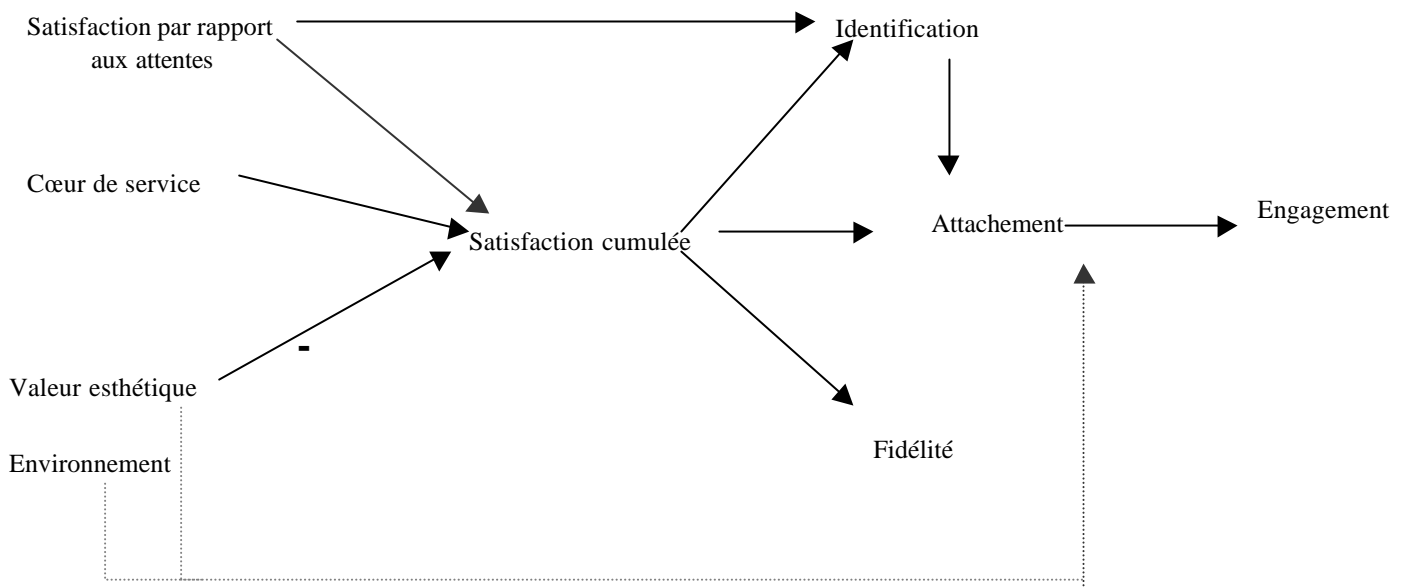 Satisfaction par rapport
aux attentes
Identification
Cœur de service
Satisfaction cumulée
Attachement
Engagement
-
Valeur esthétique
Environnement
Fidélité